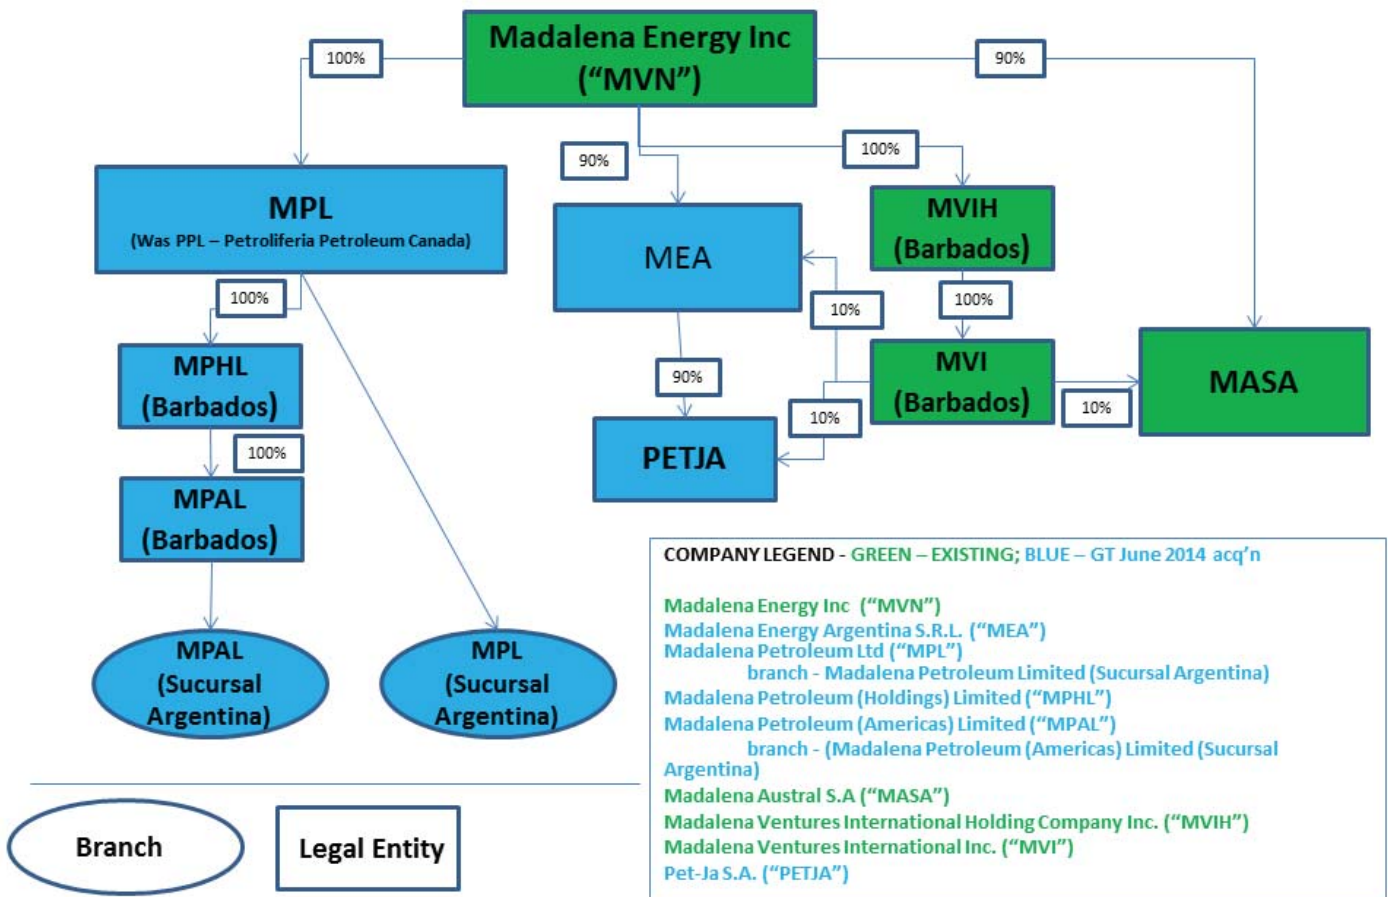 Madalena Energy Inc
(“MVN”)
100%
90%
90%
100%
MPL
(Was PPL – Petroliferia Petroleum Canada)
MEA
MVIH
(Barbados)
100%
10%
100%
MPHL
(Barbados)
MVI
(Barbados)
MASA
90%
10%
10%
100%
PETJA
MPAL
(Barbados)
MPAL
(Sucursal
Argentina)
MPL
(Sucursal
Argentina)
COMPANY LEGEND - GREEN – EXISTING; BLUE – GT June 2014 acq’n
Madalena Energy Inc (“MVN”)
Madalena Energy Argentina S.R.L. (“MEA”)
Madalena Petroleum Ltd (“MPL”)
branch - Madalena Petroleum Limited (Sucursal Argentina)
Madalena Petroleum (Holdings) Limited (“MPHL”)
Madalena Petroleum (Americas) Limited (“MPAL”)
branch - (Madalena Petroleum (Americas) Limited (Sucursal
Argentina)
Madalena Austral S.A (“MASA”)
Madalena Ventures International Holding Company Inc. (“MVIH”)
Madalena Ventures International Inc. (“MVI”)
Pet-Ja S.A. (“PETJA”)
Branch
Legal Entity